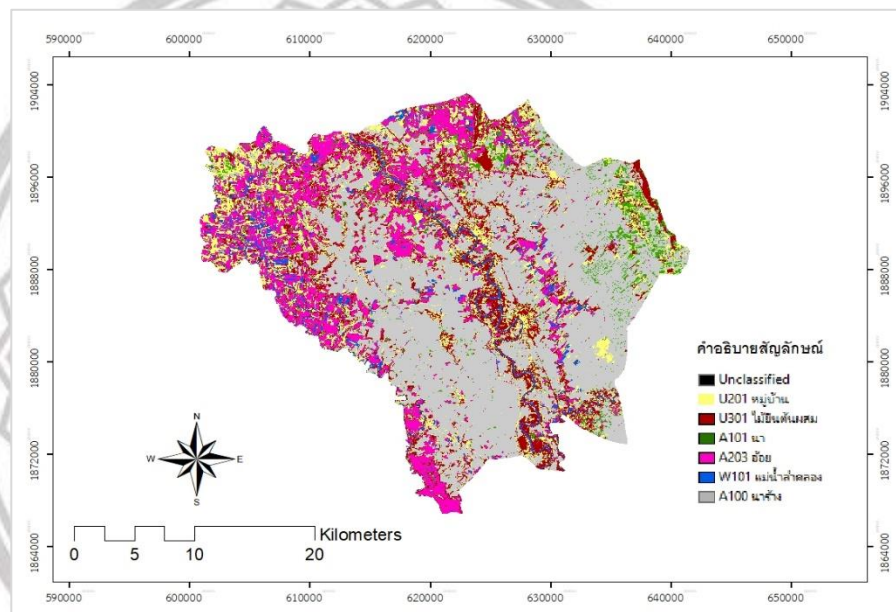 590000 600000 610000 620000 630000 640000 650000
1904000 1904000
1896000 1896000
1888000 1888000
1880000 1880000
1872000 1872000
1864000 1864000
คำอธิบายสัญลักษณ์
Unclassified
U201 หมู่บ้าน
U301 ไม้ยืนต้นผสม
A101 นา
A203 อ้อย
W101 แม่น้ำลำคลอง
A100 นาร้าง
N
W E
S
Kilometers
0 5 10 20
590000 600000 610000 620000 630000 640000 650000